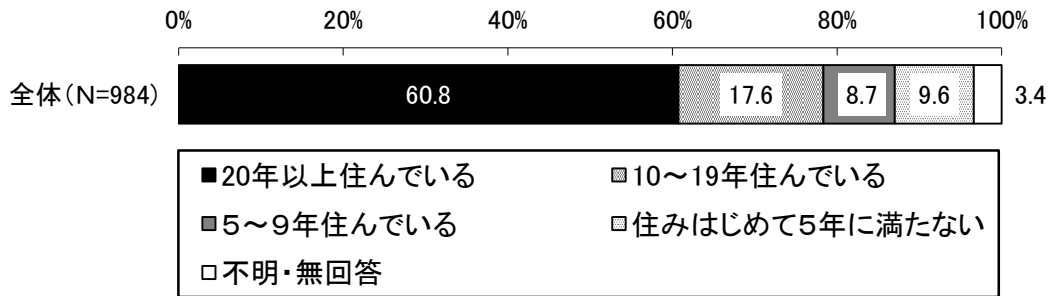 0% 20% 40% 60% 80% 100%
全体(N=984) 60.8 17.6 8.7 9.6 3.4
■20年以上住んでいる
10～19年住んでいる
■5～9年住んでいる
住みはじめて5年に満たない
□不明・無回答